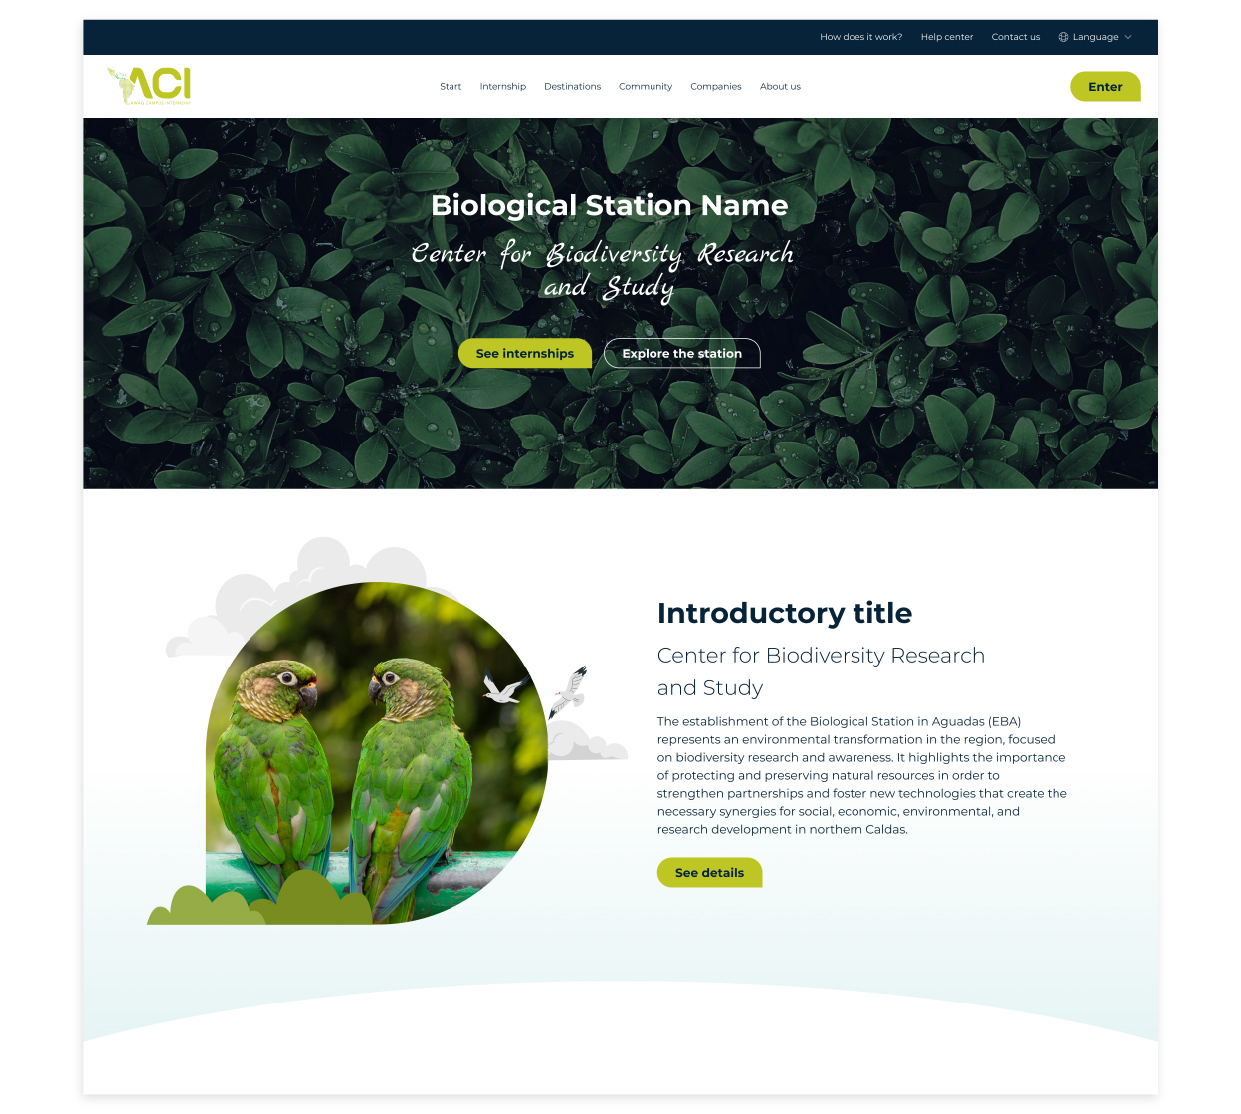 How does it work? Help center Contact us Language
ACI
Start Internship Destinations Community Companies About us
Enter
Biological Station Name
Center for Biodiversity Research
and Study
See internships Explore the station
Introductory title
Center for Biodiversity Research
and Study
The establishment of the Biological Station in Aguadas (EBA)
represents an environmental transformation in the region, focused
on biodiversity research and awareness. It highlights the importance
of protecting and preserving natural resources in order to
strengthen partnerships and foster new technologies that create the
necessary synergies for social, economic, environmental, and
research development in northern Caldas.
See details